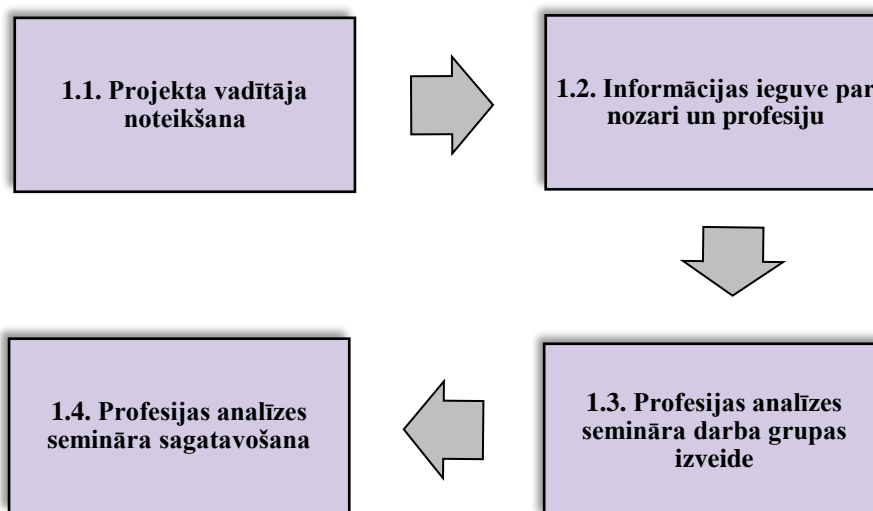 1.1. Projekta vadītāja
noteikšana
1.2. Informācijas ieguve par
nozari un profesiju
1.3. Profesijas analīzes
semināra darba grupas
izveide
1.4. Profesijas analīzes
semināra sagatavošana